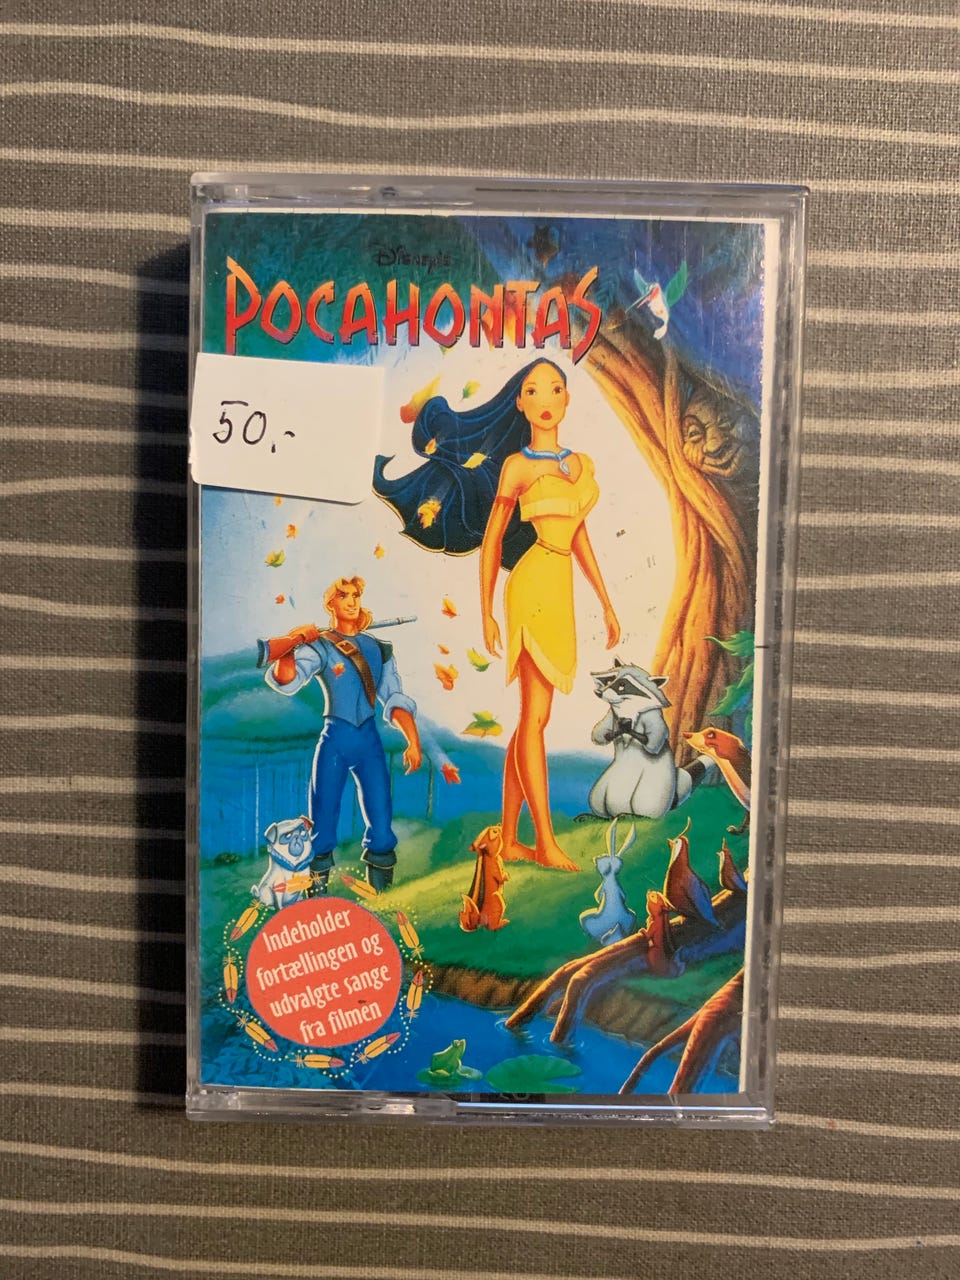 Disney's
POCAHONTAS
50,-
Indeholder
fortællingen og
udvalgte sange
fra filmen